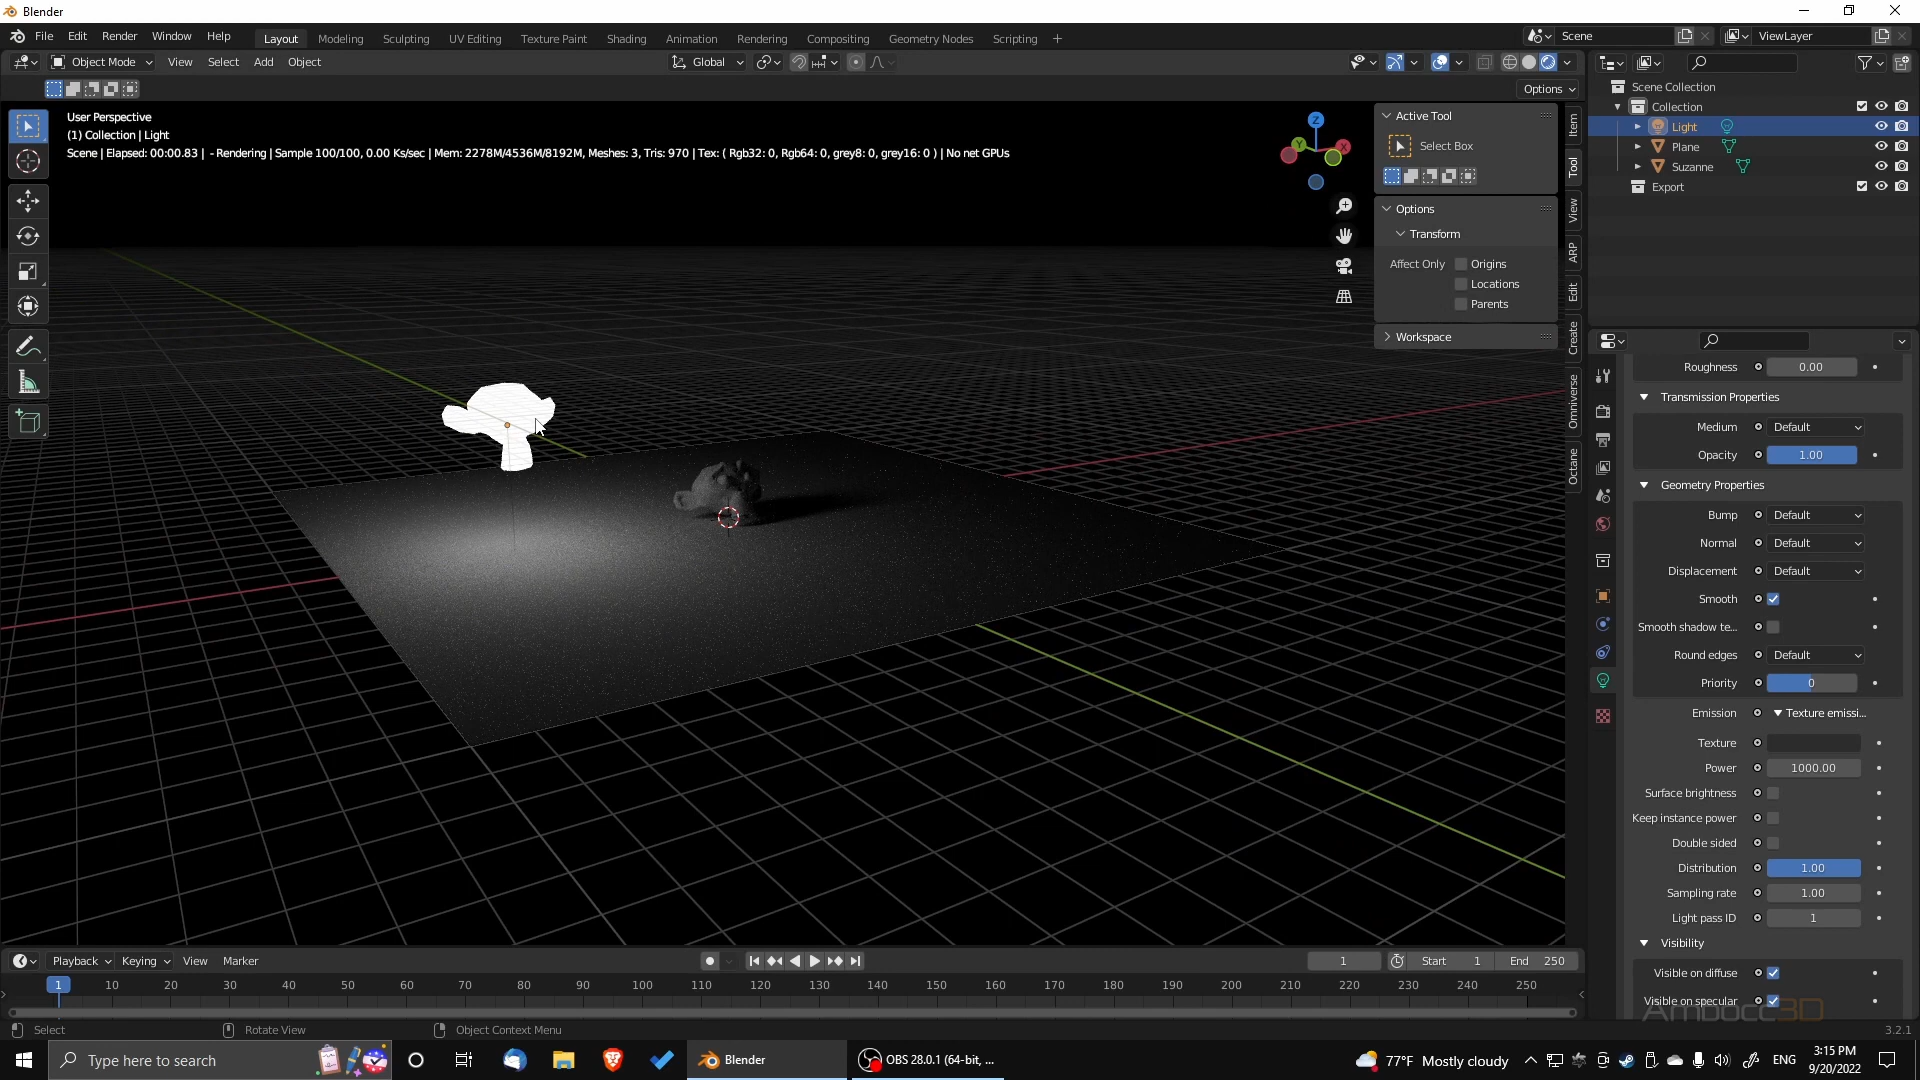 Blender
File Edit Render Window Help Layout Modeling Sculpting UV Editing Texture Paint Shading Animation Rendering Compositing Geometry Nodes Scripting + Scene ViewLayer
Object Mode View Select Add Object Global
Options
User Perspective
(1) Collection | Light
Scene | Elapsed: 00:00.83 | - Rendering | Sample 100/100, 0.00 Ks/sec | Mem: 2278M/4536M/8192M, Meshes: 3, Tris: 970 | Tex: ( Rgb32: 0, Rgb64: 0, grey8: 0, grey16: 0 ) | No net GPUs
Z
Y
X
Active Tool
Select Box
Options
Transform
Affect Only Origins
Locations
Parents
Workspace
Item
Tool
View
ARP
Edit
Create
Omniverse
Octane
Scene Collection
Collection
Light
Plane
Suzanne
Export
Roughness 0.00
Transmission Properties
Medium Default
Opacity 1.00
Geometry Properties
Bump Default
Normal Default
Displacement Default
Smooth
Smooth shadow te...
Round edges Default
Priority 0
Emission Texture emissi...
Texture
Power 1000.00
Surface brightness
Keep instance power
Double sided
Distribution 1.00
Sampling rate 1.00
Light pass ID 1
Visibility
Visible on diffuse
Visible on specular
Ambocc3D
Playback Keying View Marker 1 Start 1 End 250
1 10 20 30 40 50 60 70 80 90 100 110 120 130 140 150 160 170 180 190 200 210 220 230 240 250
Select Rotate View Object Context Menu 3.2.1
Type here to search Blender OBS 28.0.1 (64-bit, ... 77°F Mostly cloudy ENG 3:15 PM
9/20/2022